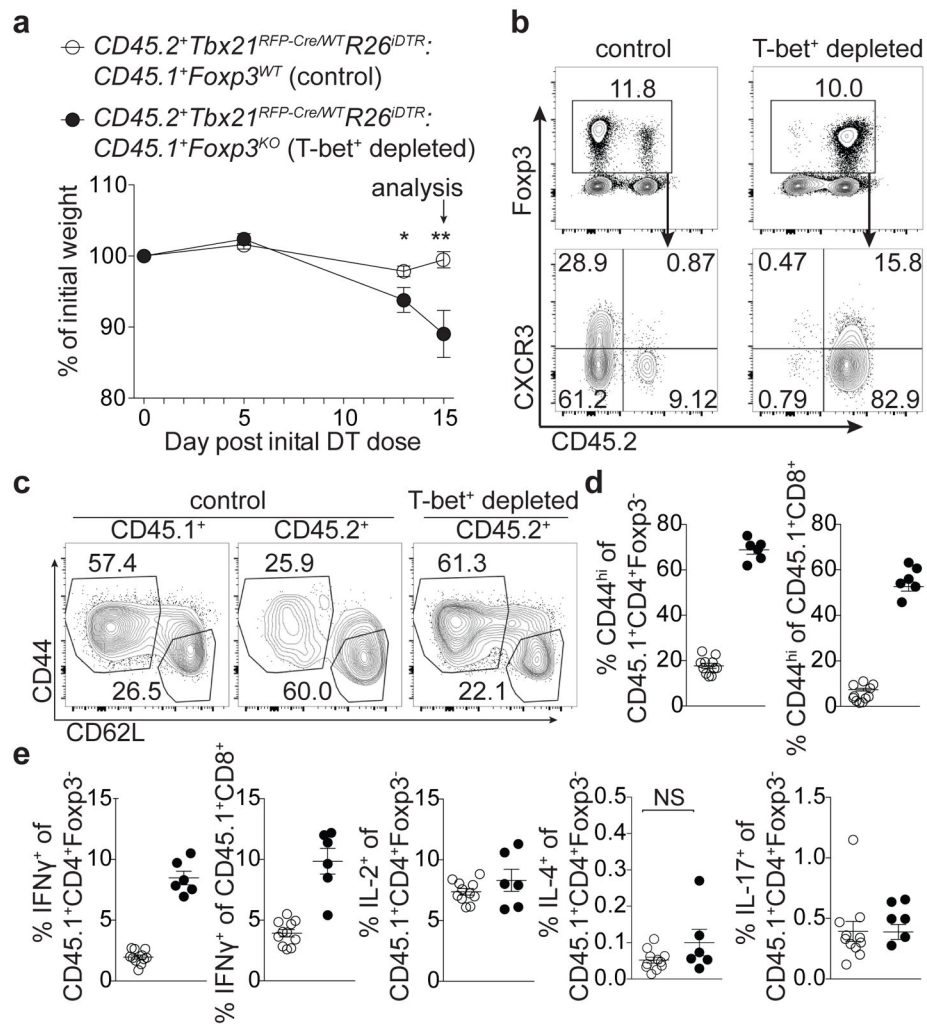 a
CD45.2⁺Tbx21ᴿᶠᴾ⁻ᶜʳᵉ/ᵂᵀR26ⁱᴰᵀᴿ:
CD45.1⁺Foxp3ᵂᵀ (control)
CD45.2⁺Tbx21ᴿᶠᴾ⁻ᶜʳᵉ/ᵂᵀR26ⁱᴰᵀᴿ:
CD45.1⁺Foxp3ᴷᴼ (T-bet⁺ depleted)
% of initial weight
110
100
90
80
analysis
*
**
0
5
10
15
Day post inital DT dose
b
control
T-bet⁺ depleted
11.8
10.0
Foxp3
28.9
0.87
0.47
15.8
61.2
9.12
0.79
82.9
CXCR3
CD45.2
c
control
T-bet⁺ depleted
CD45.1⁺
CD45.2⁺
CD45.2⁺
57.4
25.9
61.3
26.5
60.0
22.1
CD44
CD62L
d
% CD44ʰⁱ of
CD45.1⁺CD4⁺Foxp3⁻
80
60
40
20
0
% CD44ʰⁱ of CD45.1⁺CD8⁺
80
60
40
20
0
e
% IFNγ⁺ of
CD45.1⁺CD4⁺Foxp3⁻
15
10
5
0
% IFNγ⁺ of CD45.1⁺CD8⁺
15
10
5
0
% IL-2⁺ of
CD45.1⁺CD4⁺Foxp3⁻
15
10
5
0
% IL-4⁺ of
CD45.1⁺CD4⁺Foxp3⁻
0.5
0.4
0.3
0.2
0.1
0.0
NS
% IL-17⁺ of
CD45.1⁺CD4⁺Foxp3⁻
1.5
1.0
0.5
0.0